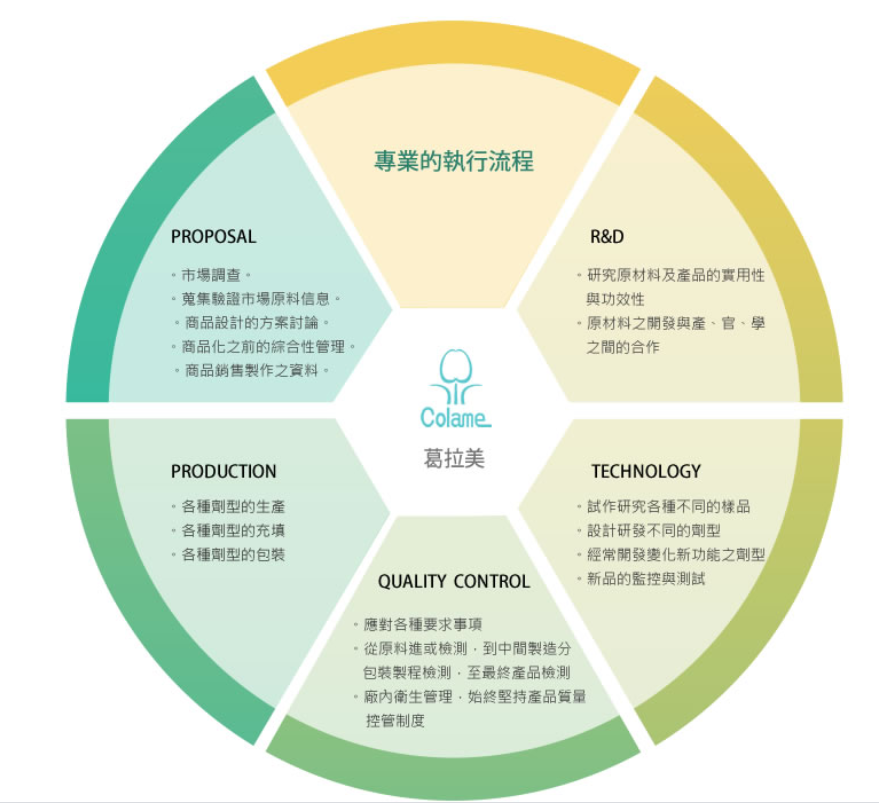 專業的執行流程
PROPOSAL
◦ 市場調查。
◦ 蒐集驗證市場原料信息。
◦ 商品設計的方案討論。
◦ 商品化之前的綜合性管理。
◦ 商品銷售製作之資料。
R&D
◦ 研究原材料及產品的實用性
與功效性
◦ 原材料之開發與產、官、學
之間的合作
Colame
葛拉美
PRODUCTION
◦ 各種劑型的生產
◦ 各種劑型的充填
◦ 各種劑型的包裝
TECHNOLOGY
◦ 試作研究各種不同的樣品
◦ 設計研發不同的劑型
◦ 經常開發變化新功能之劑型
◦ 新品的監控與測試
QUALITY CONTROL
◦ 應對各種要求事項
◦ 從原料進或檢測．到中間製造分
包裝製程檢測．至最終產品檢測
◦ 廠內衛生管理．始終堅持產品質量
控管制度